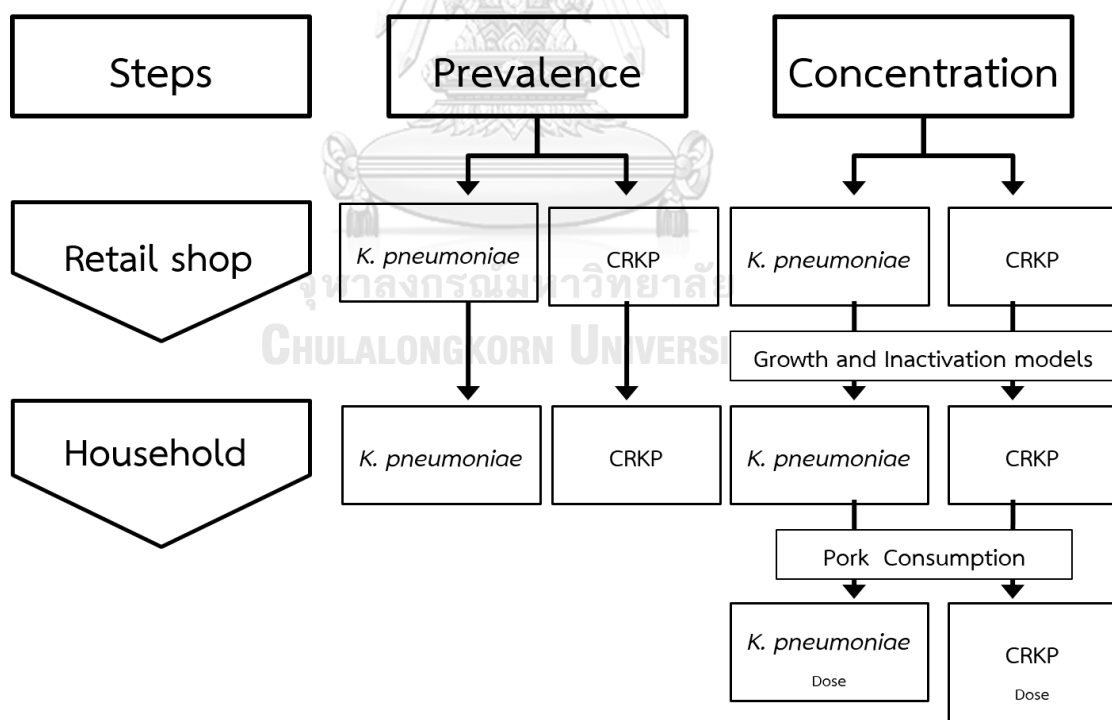 Steps
Prevalence
Concentration
Retail shop
K. pneumoniae
CRKP
K. pneumoniae
CRKP
จุฬาลงกรณ์มหาวิทยาลัย
CHULALONGKORN UNIVERSI
Growth and Inactivation models
Household
K. pneumoniae
CRKP
K. pneumoniae
CRKP
Pork Consumption
K. pneumoniae
Dose
CRKP
Dose